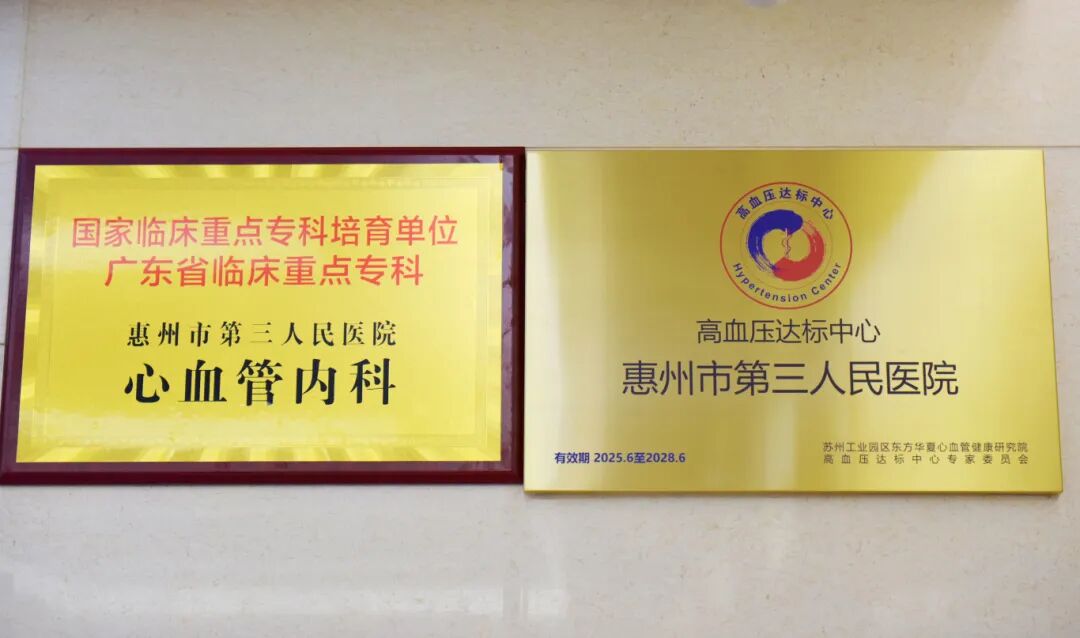 国家临床重点专科培育单位
广东省临床重点专科
惠州市第三人民医院
心血管内科
高血压达标中心
Hypertension Center
高血压达标中心
惠州市第三人民医院
有效期 2025.6至2028.6
苏州工业园区东方华夏心血管健康研究院
高血压达标中心专家委员会